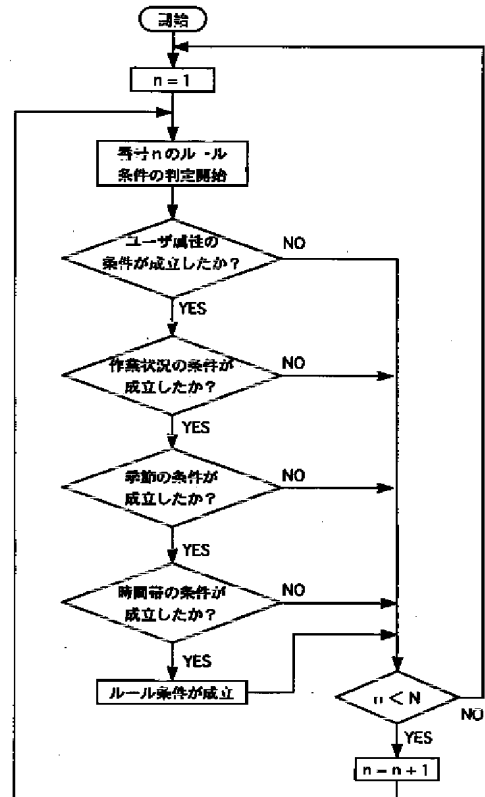 開始
n = 1
番号nのルール
条件の判定開始
ユーザ属性の
条件が成立したか？
NO
YES
作業状況の条件が
成立したか？
NO
YES
季節の条件が
成立したか？
NO
YES
時間帯の条件が
成立したか？
NO
YES
ルール条件が成立
n < N
NO
YES
n = n + 1